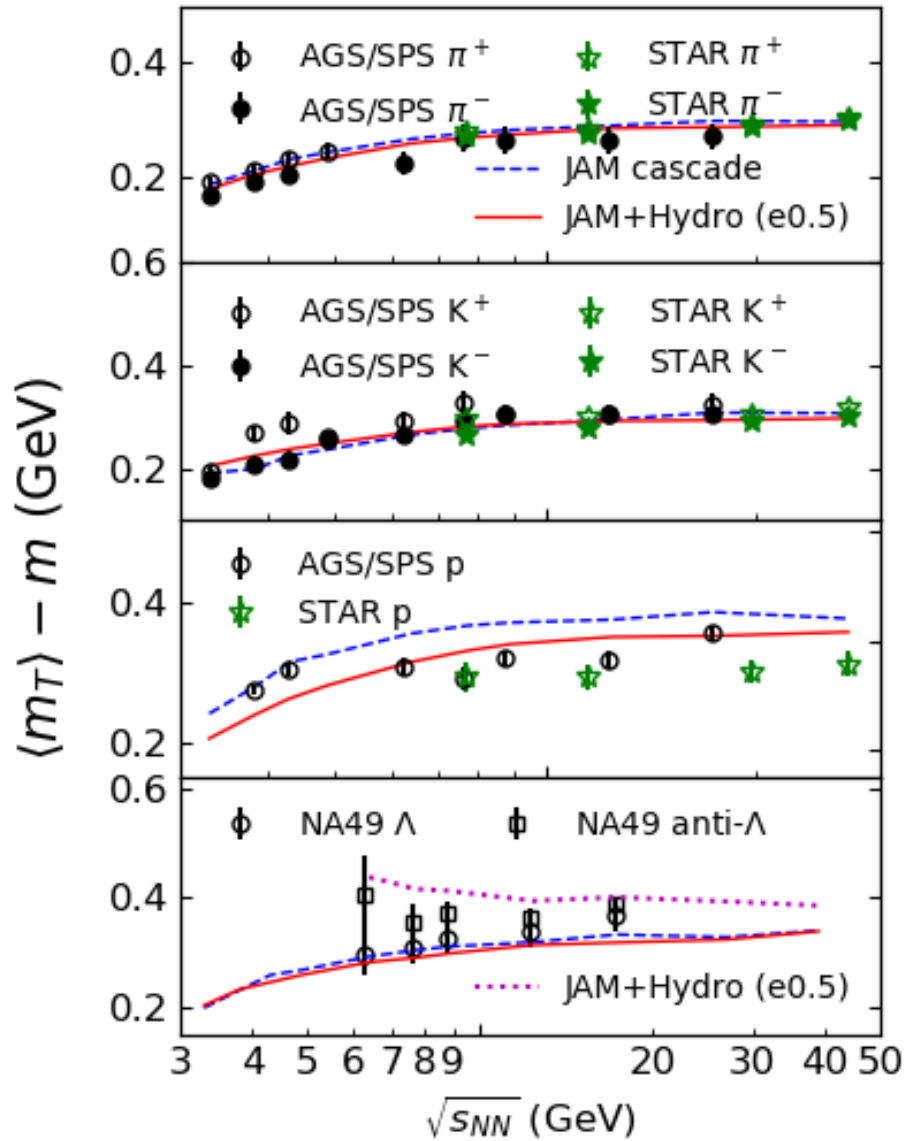 0.4
AGS/SPS π⁺ STAR π⁺
AGS/SPS π⁻ STAR π⁻
0.2
JAM cascade
JAM+Hydro (e0.5)
0.6
AGS/SPS K⁺ STAR K⁺
0.4
AGS/SPS K⁻ STAR K⁻
0.2
⟨m_T⟩ − m (GeV)
AGS/SPS p
0.4
STAR p
0.2
0.6
NA49 Λ NA49 anti-Λ
0.4
JAM+Hydro (e0.5)
0.2
3 4 5 6 7 8 9 20 30 40 50
√s_NN (GeV)